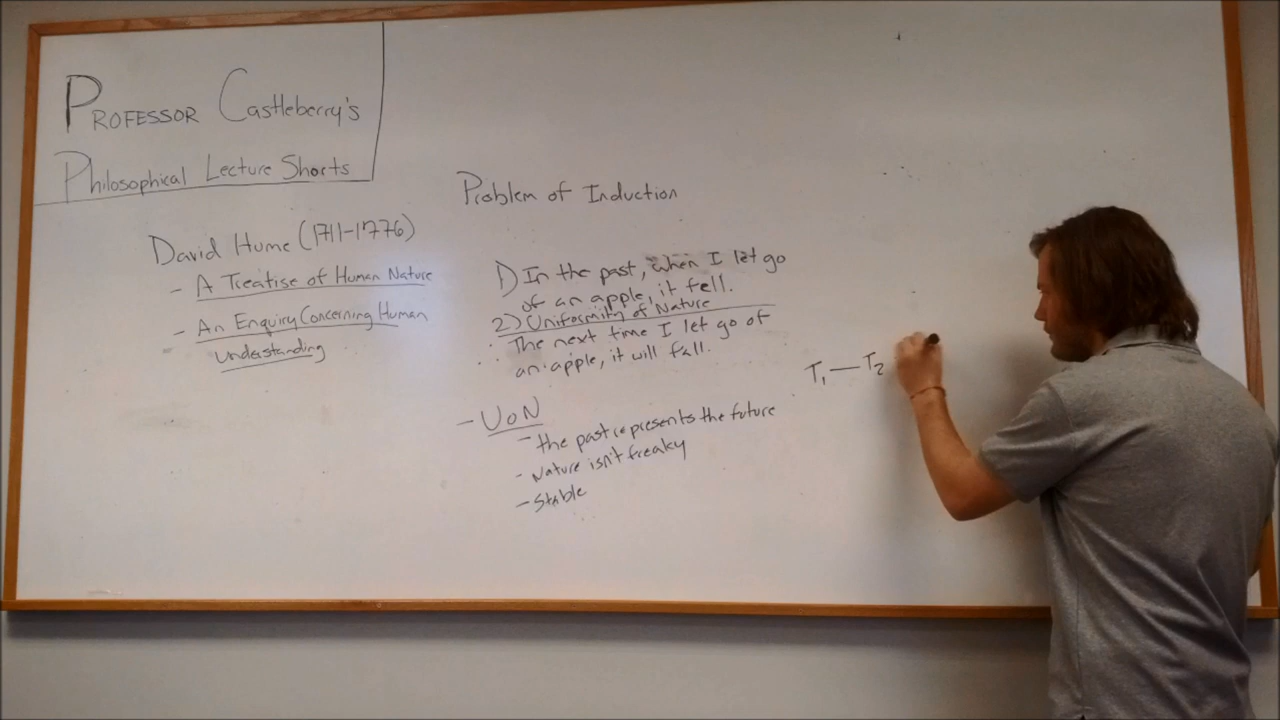 PROFESSOR Castleberry's
Philosophical Lecture Shorts
David Hume (1711-1776)
- A Treatise of Human Nature
- An Enquiry Concerning Human
Understanding
Problem of Induction
1) In the past, when I let go
of an apple, it fell.
2) Uniformity of Nature
∴ The next time I let go of
an apple, it will fall.
- UoN
- the past represents the future
- Nature isn't freaky
- Stable
T₁ — T₂